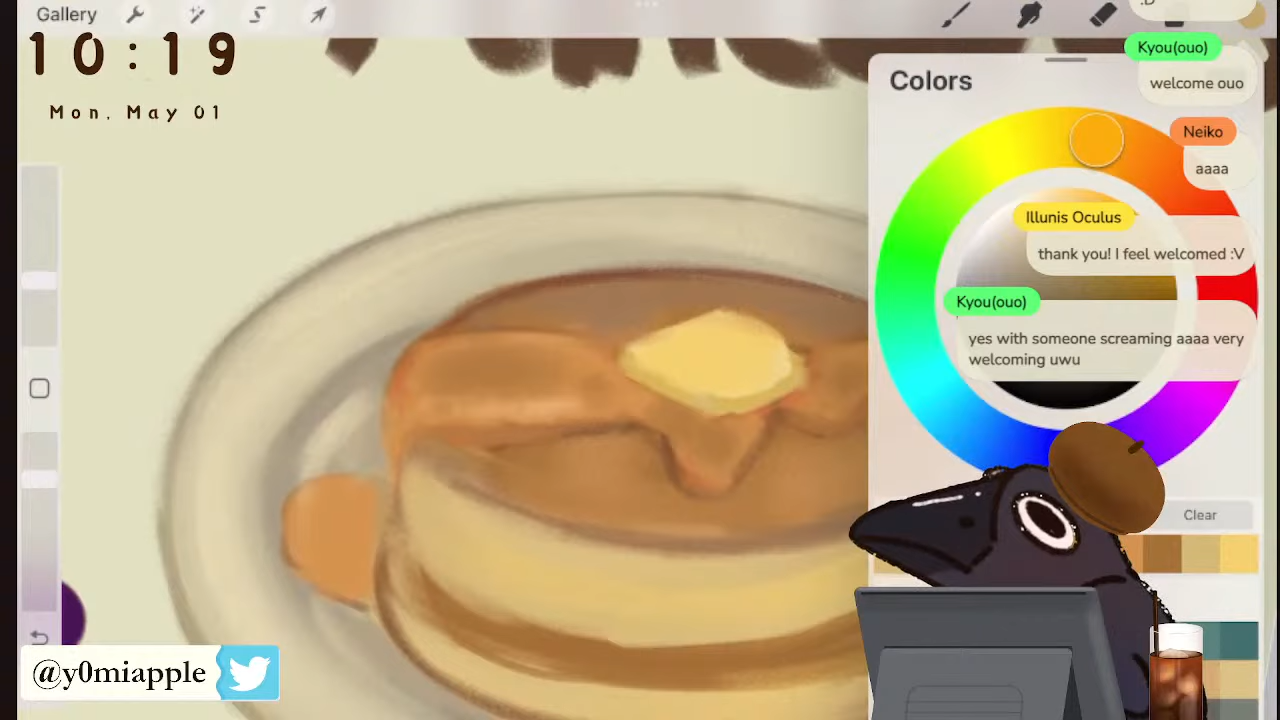 Gallery
10:19
Mon, May 01
Colors
:D
Kyou(ouo)
welcome ouo
Neiko
aaaa
Illunis Oculus
thank you! I feel welcomed :V
Kyou(ouo)
yes with someone screaming aaaa very
welcoming uwu
Clear
@y0miapple